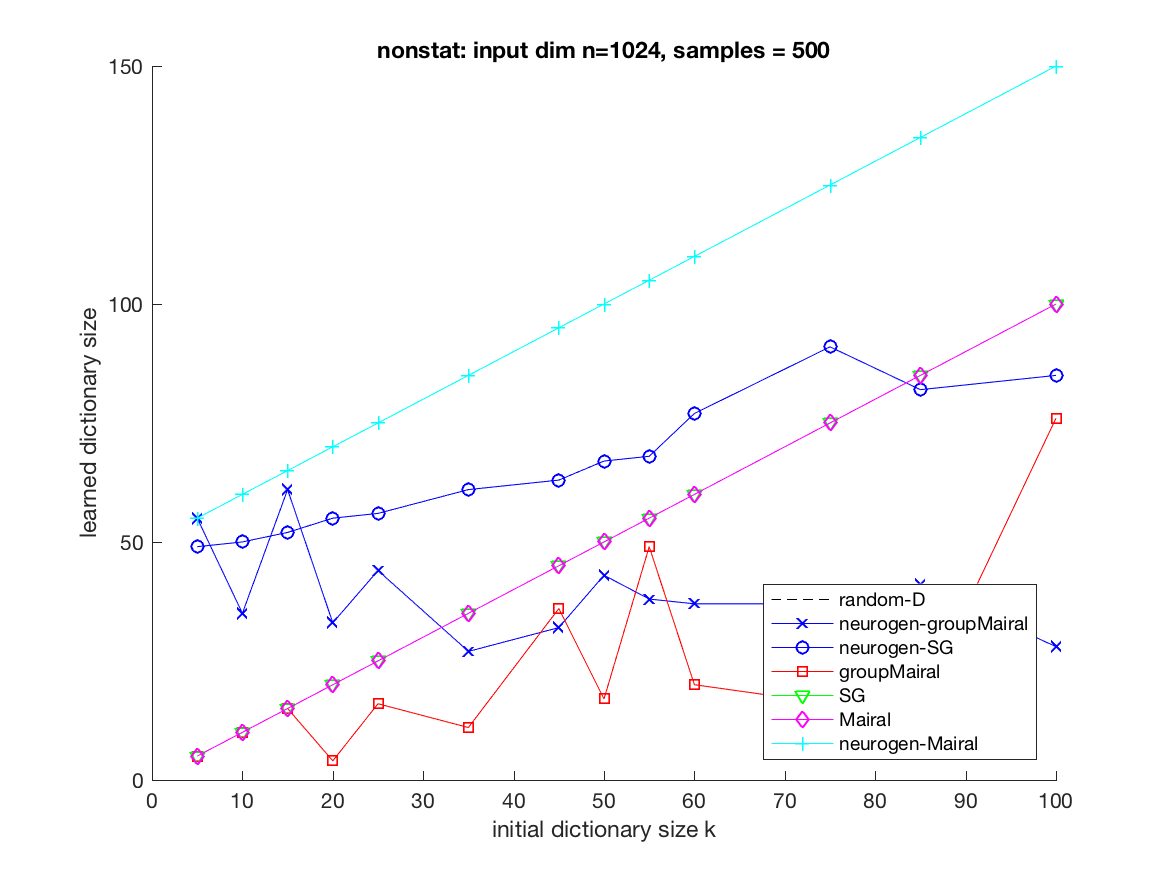 nonstat: input dim n=1024, samples = 500
150
100
50
0
learned dictionary size
0 10 20 30 40 50 60 70 80 90 100
initial dictionary size k
random-D
neurogen-groupMairal
neurogen-SG
groupMairal
SG
Mairal
neurogen-Mairal